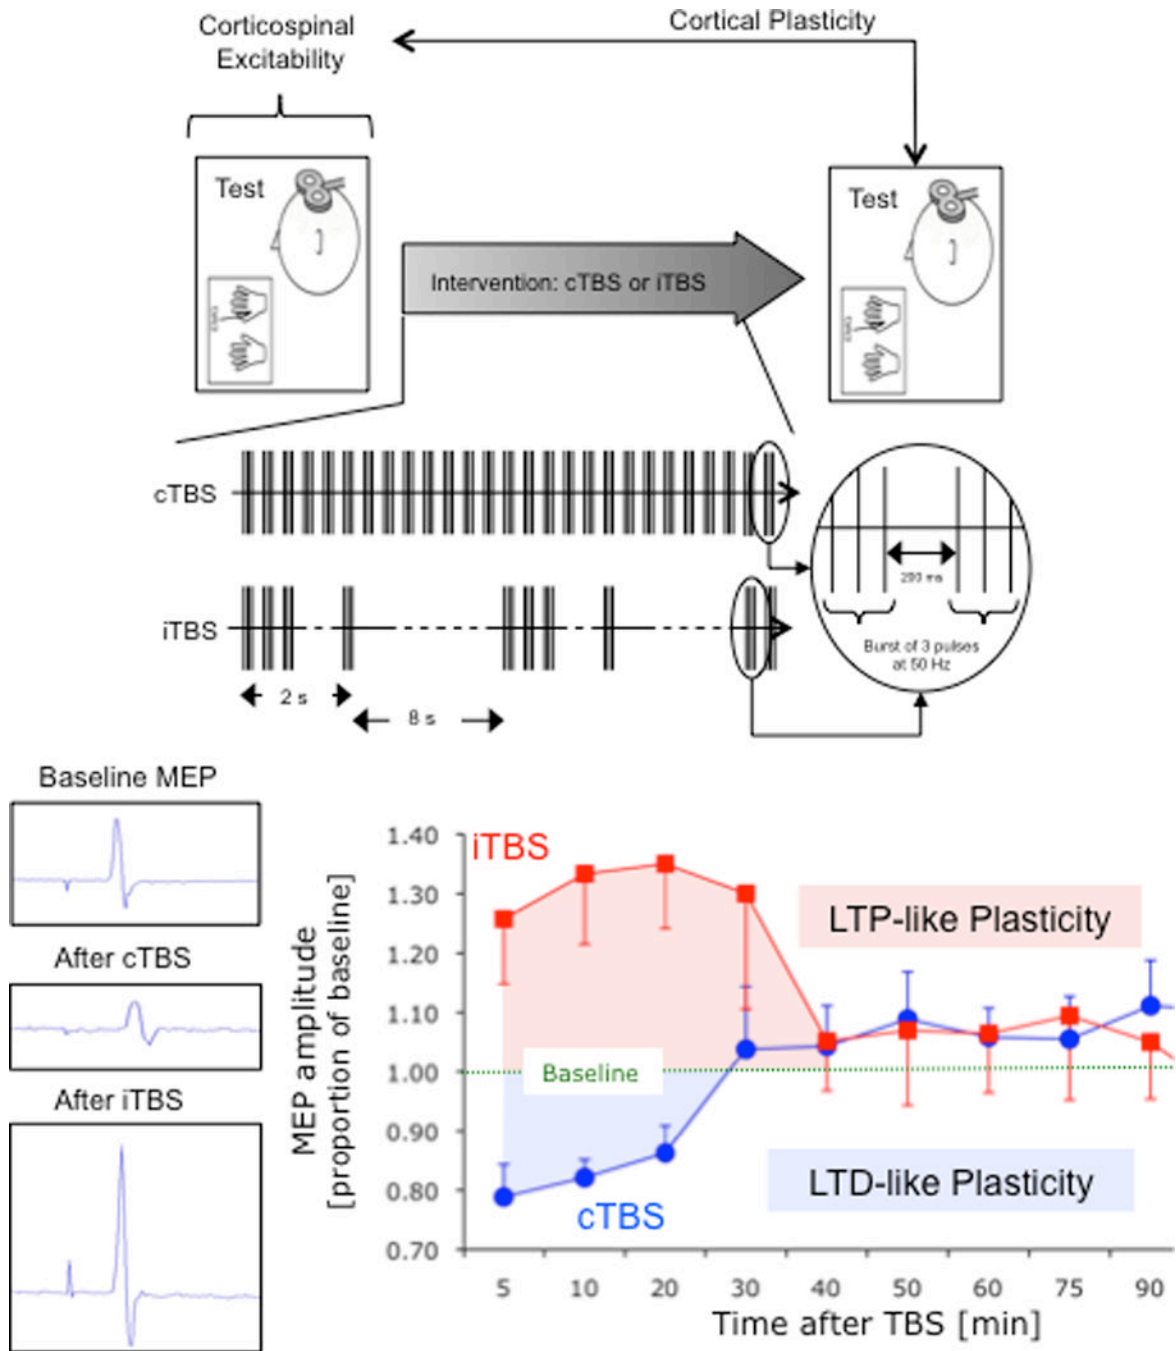 Corticospinal
Excitability
Cortical Plasticity
Test
Test
Intervention: cTBS or iTBS
cTBS
200 ms
iTBS
Burst of 3 pulses
at 50 Hz
2 s
8 s
Baseline MEP
After cTBS
After iTBS
MEP amplitude
[proportion of baseline]
1.40
1.30
1.20
1.10
1.00
0.90
0.80
0.70
iTBS
LTP-like Plasticity
Baseline
LTD-like Plasticity
cTBS
5 10 20 30 40 50 60 75 90
Time after TBS [min]